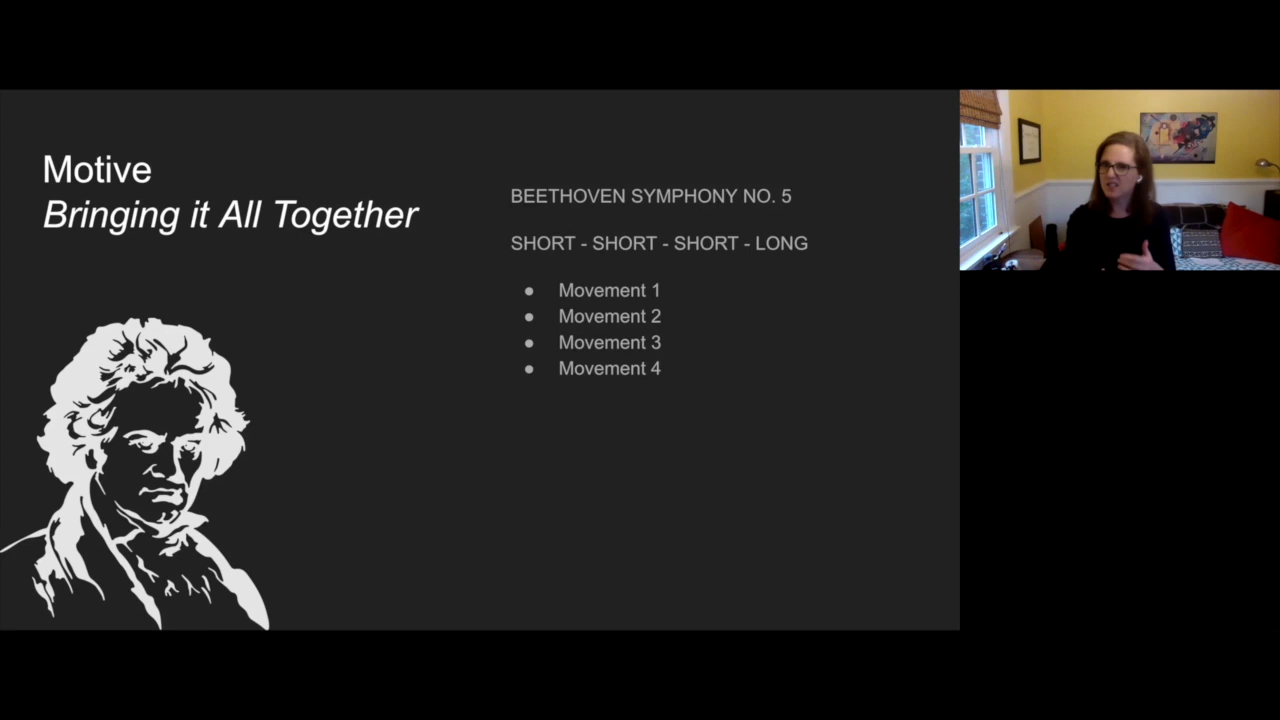 Motive
Bringing it All Together
BEETHOVEN SYMPHONY NO. 5
SHORT - SHORT - SHORT - LONG
● Movement 1
● Movement 2
● Movement 3
● Movement 4